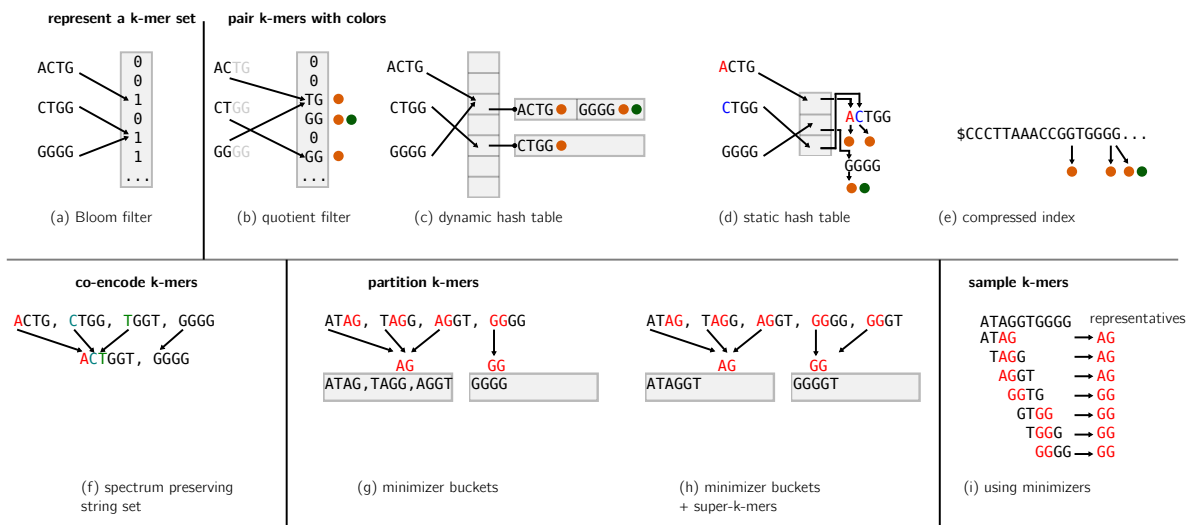 represent a k-mer set
pair k-mers with colors
ACTG
CTGG
GGGG
0
0
1
0
1
1
...
(a) Bloom filter
ACTG
CTGG
GGGG
0
0
TG
GG
0
GG
...
(b) quotient filter
ACTG
CTGG
GGGG
ACTG
GGGG
CTGG
(c) dynamic hash table
ACTG
CTGG
GGGG
ACTGG
GGGG
(d) static hash table
$CCCTTAAACCGGTGGGG...
(e) compressed index
co-encode k-mers
ACTG, CTGG, TGGT, GGGG
ACTGGT, GGGG
(f) spectrum preserving
string set
partition k-mers
ATAG, TAGG, AGGT, GGGG
AG
GG
ATAG,TAGG,AGGT
GGGG
(g) minimizer buckets
ATAG, TAGG, AGGT, GGGG, GGGT
AG
GG
ATAGGT
GGGGT
(h) minimizer buckets
+ super-k-mers
sample k-mers
ATAGGTGGGG
representatives
ATAG AG
TAGG AG
AGGT AG
GGTG GG
GTGG GG
TGGG GG
GGGG GG
(i) using minimizers